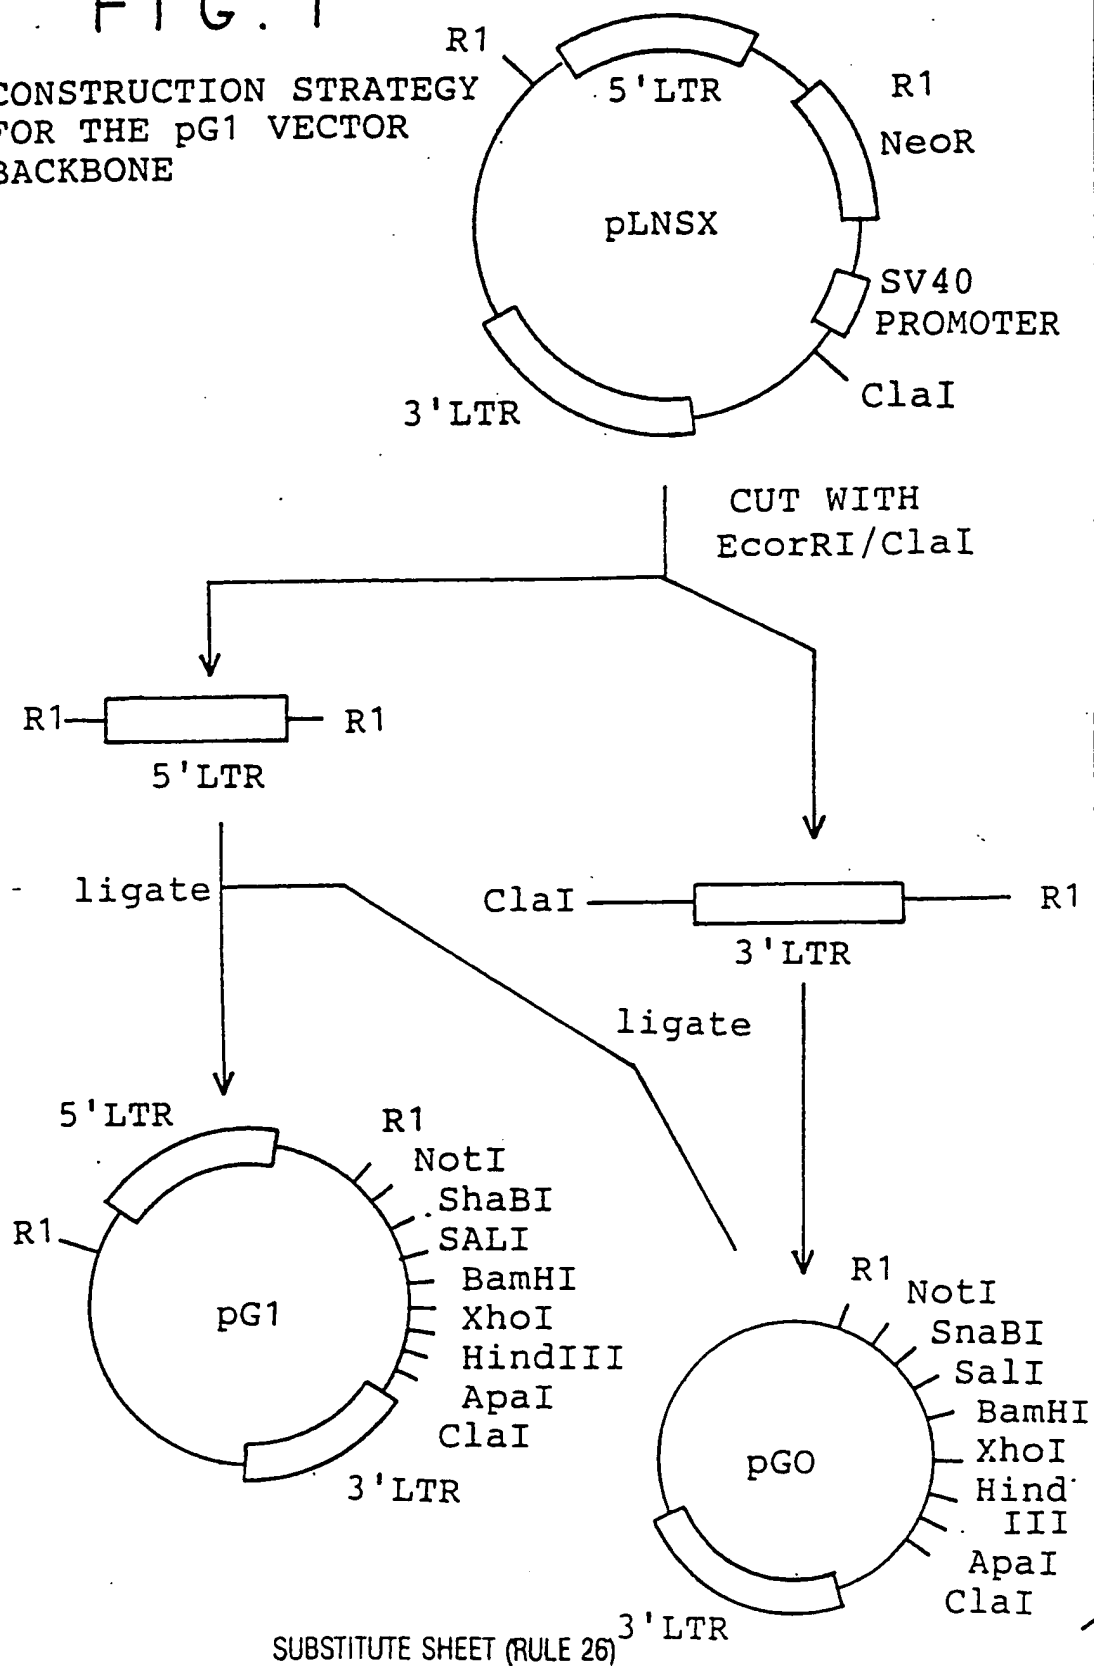 FIG. 1
CONSTRUCTION STRATEGY
FOR THE pG1 VECTOR
BACKBONE
R1
5'LTR
R1
NeoR
pLNSX
SV40
PROMOTER
ClaI
3'LTR
CUT WITH
EcorRI/ClaI
R1
R1
5'LTR
ligate
ClaI
R1
3'LTR
ligate
5'LTR
R1
NotI
ShaBI
SALI
R1
BamHI
pG1
XhoI
HindIII
ApaI
ClaI
3'LTR
R1
NotI
SnaBI
SalI
BamHI
pGO
XhoI
Hind
III
ApaI
ClaI
3'LTR
SUBSTITUTE SHEET (RULE 26)